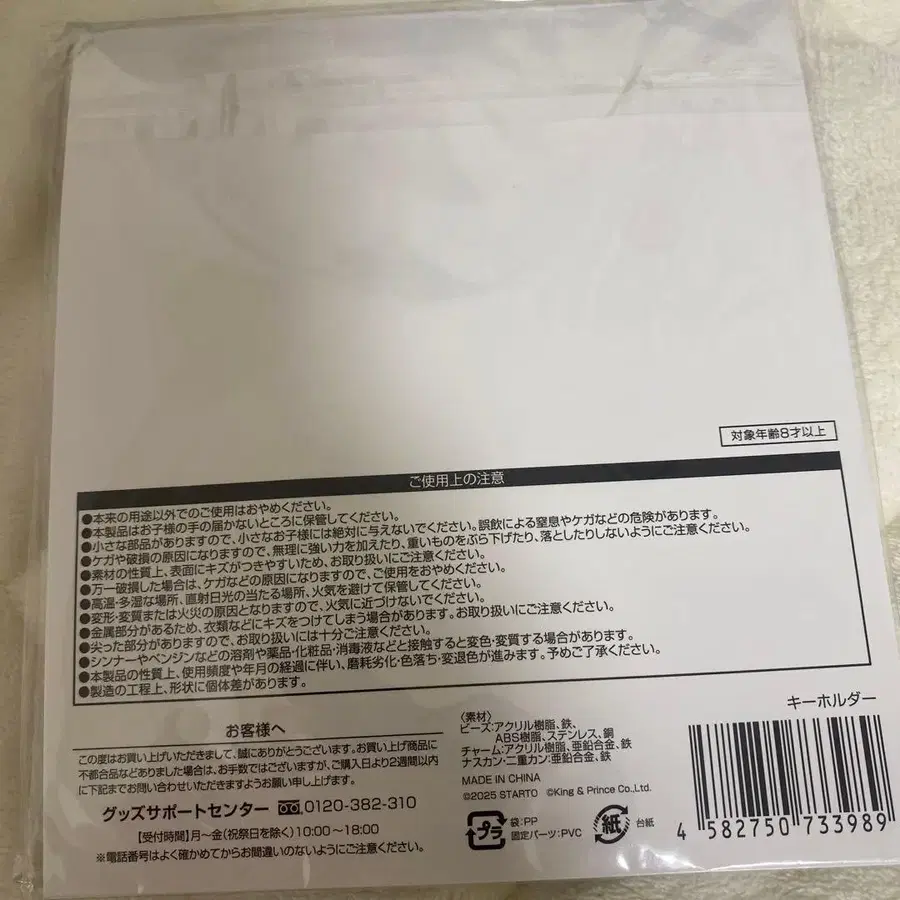 対象年齢8才以上
ご使用上の注意
●本来の用途以外でのご使用はおやめください。
●本製品はお子様の手の届かないところに保管してください。
●小さな部品がありますので、小さなお子様には絶対に与えないでください。誤飲による窒息やケガなどの危険があります。
●ケガや破損の原因になりますので、無理に強い力を加えたり、重いものをぶら下げたり、落としたりしないようにご注意ください。
●素材の性質上、表面にキズがつきやすいため、お取り扱いにご注意ください。
●万一破損した場合は、ケガなどの原因になりますので、ご使用をおやめください。
●高温・多湿な場所、直射日光の当たる場所、火気を避けて保管してください。
●変形・変質または火災の原因となりますので、火気に近づけないでください。
●金属部分があるため、衣類などにキズをつけてしまう場合があります。お取り扱いにご注意ください。
●尖った部分がありますので、お取り扱いには十分ご注意ください。
●シンナーやベンジンなどの溶剤や薬品・化粧品・消毒液などと接触すると変色・変質する場合があります。
●本製品の性質上、使用頻度や年月の経過に伴い、磨耗劣化・色落ち・変退色が進みます。予めご了承ください。
●製造の工程上、形状に個体差があります。
お客様へ
この度はお買い上げいただきまして、誠にありがとうございます。お買い上げ商品に
不都合品などありました場合は、お手数ではございますが、ご購入日より2週間以内
に下記までお問い合わせいただきますようお願い申し上げます。
グッズサポートセンター 0120-382-310
【受付時間】月～金(祝祭日を除く)10:00～18:00
※電話番号はよく確かめてからお間違いのないようにご注意ください。
〈素材〉
ビーズ:アクリル樹脂、鉄、
ABS樹脂、ステンレス、銅
チャーム:アクリル樹脂、亜鉛合金、鉄
ナスカン・二重カン:亜鉛合金、鉄
MADE IN CHINA
©2025 STARTO ©King & Prince Co.,Ltd.
プラ 袋:PP
固定パーツ:PVC
紙 台紙
キーホルダー
4 582750 733989